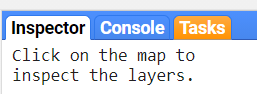 Inspector Console Tasks
Click on the map to
inspect the layers.